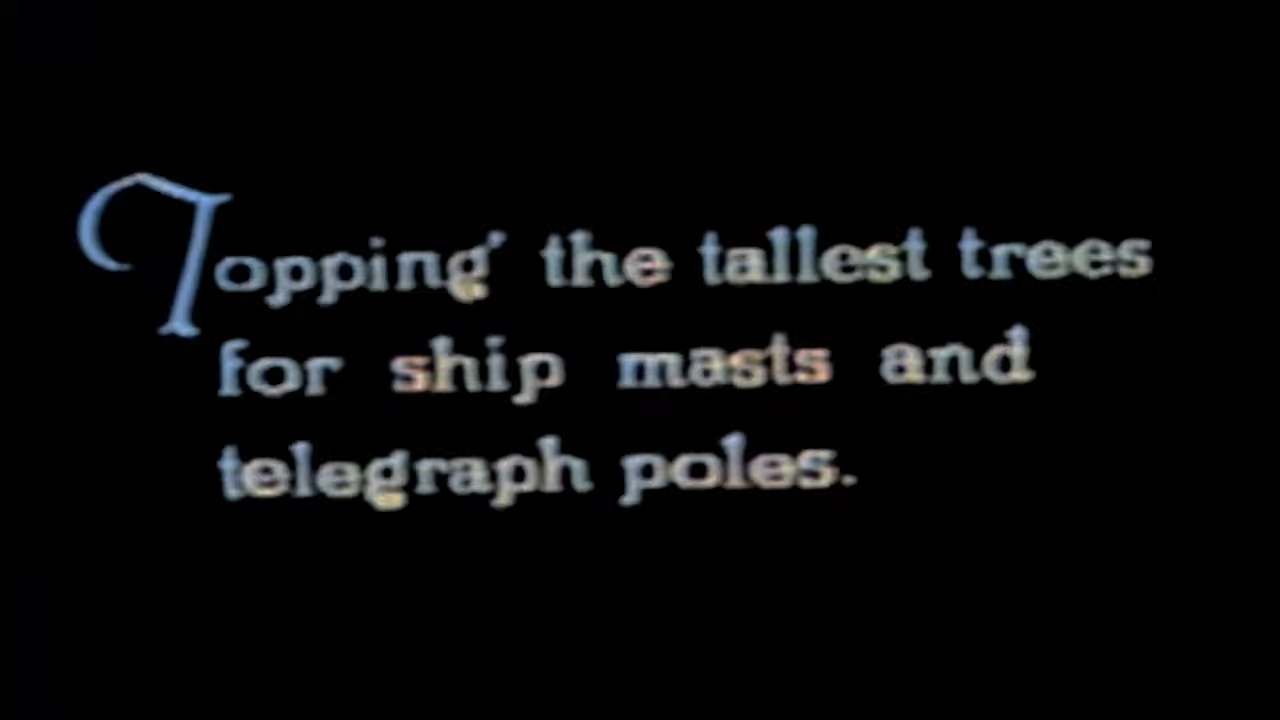 Topping the tallest trees
for ship masts and
telegraph poles.